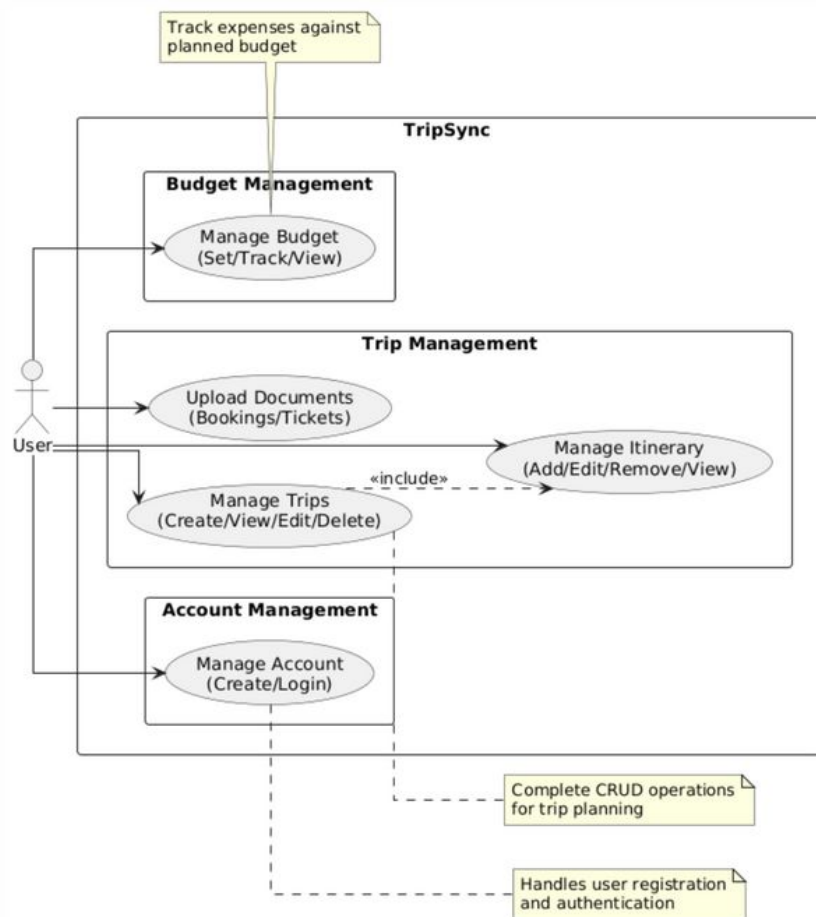 Track expenses against
planned budget
TripSync
Budget Management
Manage Budget
(Set/Track/View)
Trip Management
Upload Documents
(Bookings/Tickets)
User
Manage Itinerary
(Add/Edit/Remove/View)
«include»
Manage Trips
(Create/View/Edit/Delete)
Account Management
Manage Account
(Create/Login)
Complete CRUD operations
for trip planning
Handles user registration
and authentication